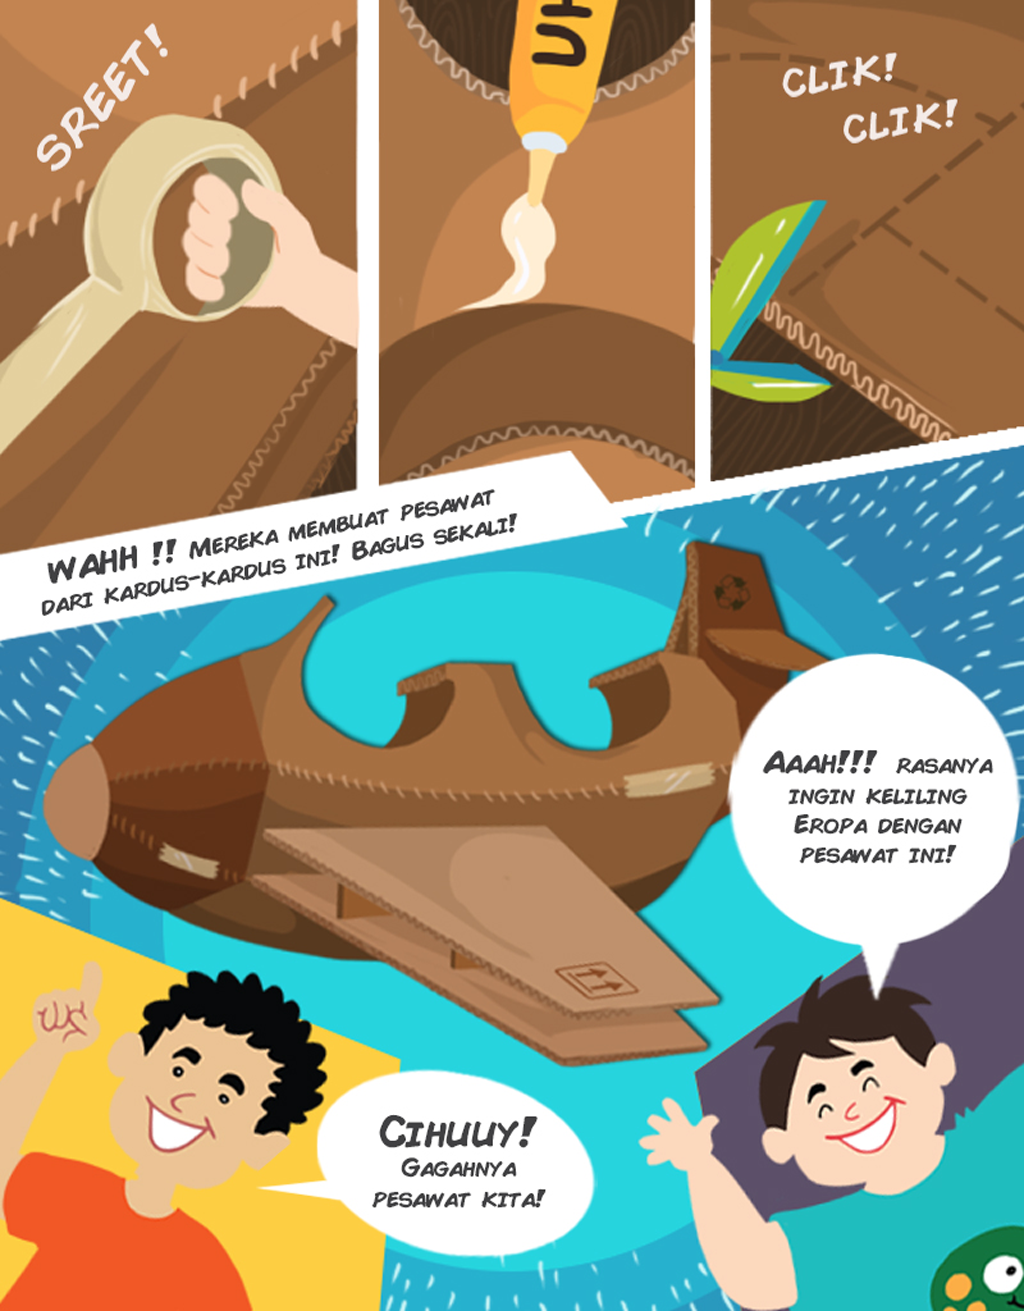 SREET!
UH
CLIK!
CLIK!
WAHH !! MEREKA MEMBUAT PESAWAT
DARI KARDUS-KARDUS INI! BAGUS SEKALI!
AAAH!!! RASANYA
INGIN KELILING
EROPA DENGAN
PESAWAT INI!
CIHUUY!
GAGAHNYA
PESAWAT KITA!